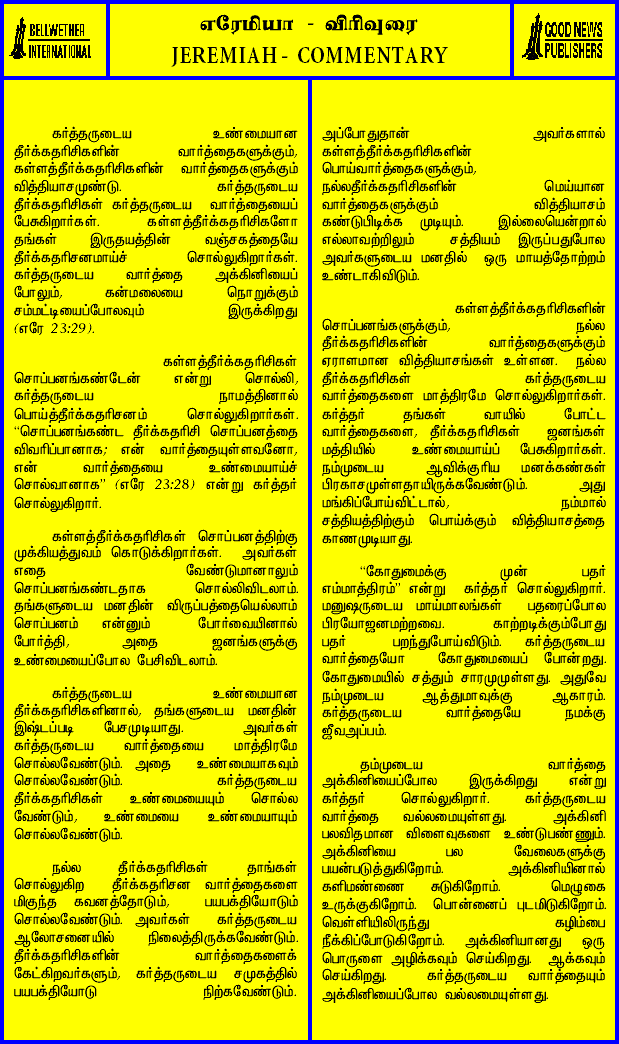 BELLWETHER
INTERNATIONAL
எரேமியா - விரிவுரை
JEREMIAH - COMMENTARY
GOOD NEWS
PUBLISHERS
கர்த்தருடைய உண்மையான
தீர்க்கதரிசிகளின் வார்த்தைகளுக்கும்,
கள்ளத்தீர்க்கதரிசிகளின் வார்த்தைகளுக்கும்
வித்தியாசமுண்டு. கர்த்தருடைய
தீர்க்கதரிசிகள் கர்த்தருடைய வார்த்தையைப்
பேசுகிறார்கள். கள்ளத்தீர்க்கதரிசிகளோ
தங்கள் இருதயத்தின் வஞ்சகத்தையே
தீர்க்கதரிசனமாய்ச் சொல்லுகிறார்கள்.
கர்த்தருடைய வார்த்தை அக்கினியைப்
போலும், கன்மலையை நொறுக்கும்
சம்மட்டியைப்போலவும் இருக்கிறது
(எரே 23:29).
கள்ளத்தீர்க்கதரிசிகள்
சொப்பனங்கண்டேன் என்று சொல்லி,
கர்த்தருடைய நாமத்தினால்
பொய்த்தீர்க்கதரிசனம் சொல்லுகிறார்கள்.
“சொப்பனங்கண்ட தீர்க்கதரிசி சொப்பனத்தை
விவரிப்பானாக; என் வார்த்தையுள்ளவனோ,
என் வார்த்தையை உண்மையாய்ச்
சொல்வானாக” (எரே 23:28) என்று கர்த்தர்
சொல்லுகிறார்.
கள்ளத்தீர்க்கதரிசிகள் சொப்பனத்திற்கு
முக்கியத்துவம் கொடுக்கிறார்கள். அவர்கள்
எதை வேண்டுமானாலும்
சொப்பனங்கண்டதாக சொல்லிவிடலாம்.
தங்களுடைய மனதின் விருப்பத்தையெல்லாம்
சொப்பனம் என்னும் போர்வையினால்
போர்த்தி, அதை ஜனங்களுக்கு
உண்மையைப்போல பேசிவிடலாம்.
கர்த்தருடைய உண்மையான
தீர்க்கதரிசிகளினால், தங்களுடைய மனதின்
இஷ்டப்படி பேசமுடியாது. அவர்கள்
கர்த்தருடைய வார்த்தையை மாத்திரமே
சொல்லவேண்டும். அதை உண்மையாகவும்
சொல்லவேண்டும். கர்த்தருடைய
தீர்க்கதரிசிகள் உண்மையையும் சொல்ல
வேண்டும், உண்மையை உண்மையாயும்
சொல்லவேண்டும்.
நல்ல தீர்க்கதரிசிகள் தாங்கள்
சொல்லுகிற தீர்க்கதரிசன வார்த்தைகளை
மிகுந்த கவனத்தோடும், பயபக்தியோடும்
சொல்லவேண்டும். அவர்கள் கர்த்தருடைய
ஆலோசனையில் நிலைத்திருக்கவேண்டும்.
தீர்க்கதரிசிகளின் வார்த்தைகளைக்
கேட்கிறவர்களும், கர்த்தருடைய சமுகத்தில்
பயபக்தியோடு நிற்கவேண்டும்.
அப்போதுதான் அவர்களால்
கள்ளத்தீர்க்கதரிசிகளின்
பொய்வார்த்தைகளுக்கும்,
நல்லதீர்க்கதரிசிகளின் மெய்யான
வார்த்தைகளுக்கும் வித்தியாசம்
கண்டுபிடிக்க முடியும். இல்லையென்றால்
எல்லாவற்றிலும் சத்தியம் இருப்பதுபோல
அவர்களுடைய மனதில் ஒரு மாயத்தோற்றம்
உண்டாகிவிடும்.
கள்ளத்தீர்க்கதரிசிகளின்
சொப்பனங்களுக்கும், நல்ல
தீர்க்கதரிசிகளின் வார்த்தைகளுக்கும்
ஏராளமான வித்தியாசங்கள் உள்ளன. நல்ல
தீர்க்கதரிசிகள் கர்த்தருடைய
வார்த்தைகளை மாத்திரமே சொல்லுகிறார்கள்.
கர்த்தர் தங்கள் வாயில் போட்ட
வார்த்தைகளை, தீர்க்கதரிசிகள் ஜனங்கள்
மத்தியில் உண்மையாய்ப் பேசுகிறார்கள்.
நம்முடைய ஆவிக்குரிய மனக்கண்கள்
பிரகாசமுள்ளதாயிருக்கவேண்டும். அது
மங்கிப்போய்விட்டால், நம்மால்
சத்தியத்திற்கும் பொய்க்கும் வித்தியாசத்தை
காணமுடியாது.
“கோதுமைக்கு முன் பதர்
எம்மாத்திரம்” என்று கர்த்தர் சொல்லுகிறார்.
மனுஷருடைய மாய்மாலங்கள் பதரைப்போல
பிரயோஜனமற்றவை. காற்றடிக்கும்போது
பதர் பறந்துபோய்விடும். கர்த்தருடைய
வார்த்தையோ கோதுமையைப் போன்றது.
கோதுமையில் சத்தும் சாரமுமுள்ளது. அதுவே
நம்முடைய ஆத்துமாவுக்கு ஆகாரம்.
கர்த்தருடைய வார்த்தையே நமக்கு
ஜீவஅப்பம்.
தம்முடைய வார்த்தை
அக்கினியைப்போல இருக்கிறது என்று
கர்த்தர் சொல்லுகிறார். கர்த்தருடைய
வார்த்தை வல்லமையுள்ளது. அக்கினி
பலவிதமான விளைவுகளை உண்டுபண்ணும்.
அக்கினியை பல வேலைகளுக்கு
பயன்படுத்துகிறோம். அக்கினியினால்
களிமண்ணை சுடுகிறோம். மெழுகை
உருக்குகிறோம். பொன்னைப் புடமிடுகிறோம்.
வெள்ளியிலிருந்து கழிம்பை
நீக்கிப்போடுகிறோம். அக்கினியானது ஒரு
பொருளை அழிக்கவும் செய்கிறது. ஆக்கவும்
செய்கிறது. கர்த்தருடைய வார்த்தையும்
அக்கினியைப்போல வல்லமையுள்ளது.